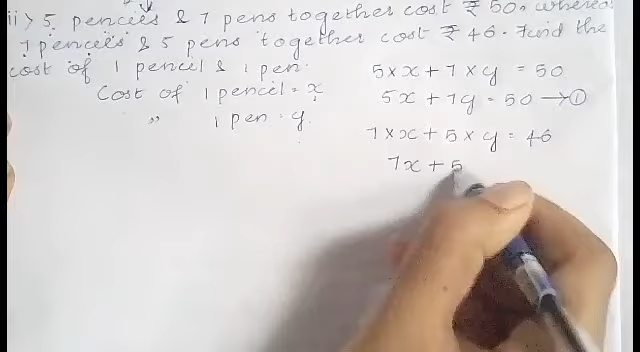 ii> 5 pencils & 7 pens together cost ₹ 50, whereas
7 pencils & 5 pens together cost ₹ 46. Find the
cost of 1 pencil & 1 pen.
Cost of 1 pencil = x
" 1 pen = y.
5 × x + 7 × y = 50
5x + 7y = 50 → ①
7 × x + 5 × y = 46
7x + 5